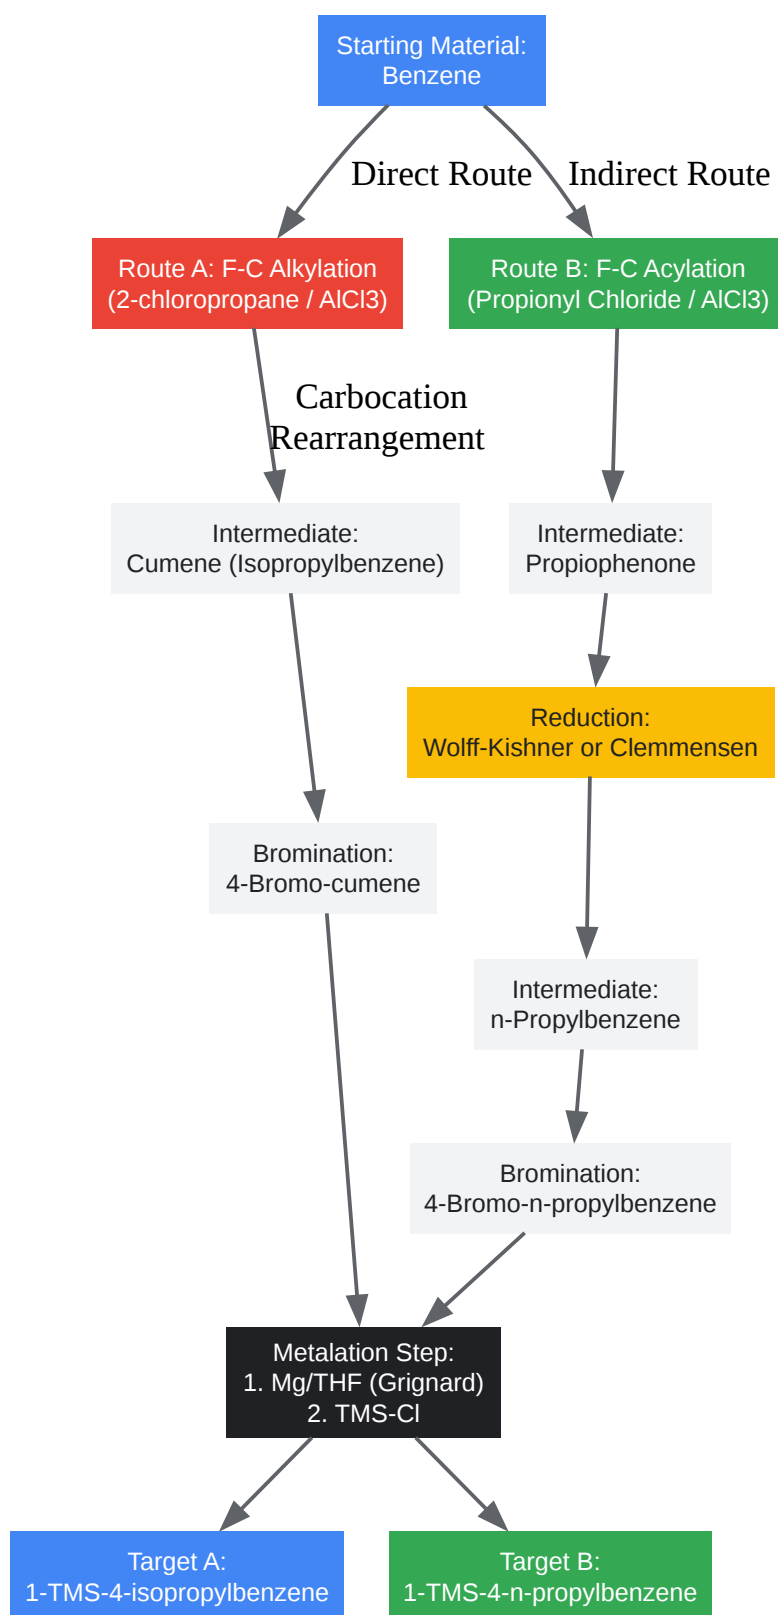 Starting Material:
Benzene
Direct Route
Indirect Route
Route A: F-C Alkylation
(2-chloropropane / AlCl3)
Route B: F-C Acylation
(Propionyl Chloride / AlCl3)
Carbocation
Rearrangement
Intermediate:
Cumene (Isopropylbenzene)
Intermediate:
Propiophenone
Reduction:
Wolff-Kishner or Clemmensen
Bromination:
4-Bromo-cumene
Intermediate:
n-Propylbenzene
Bromination:
4-Bromo-n-propylbenzene
Metalation Step:
1. Mg/THF (Grignard)
2. TMS-Cl
Target A:
1-TMS-4-isopropylbenzene
Target B:
1-TMS-4-n-propylbenzene